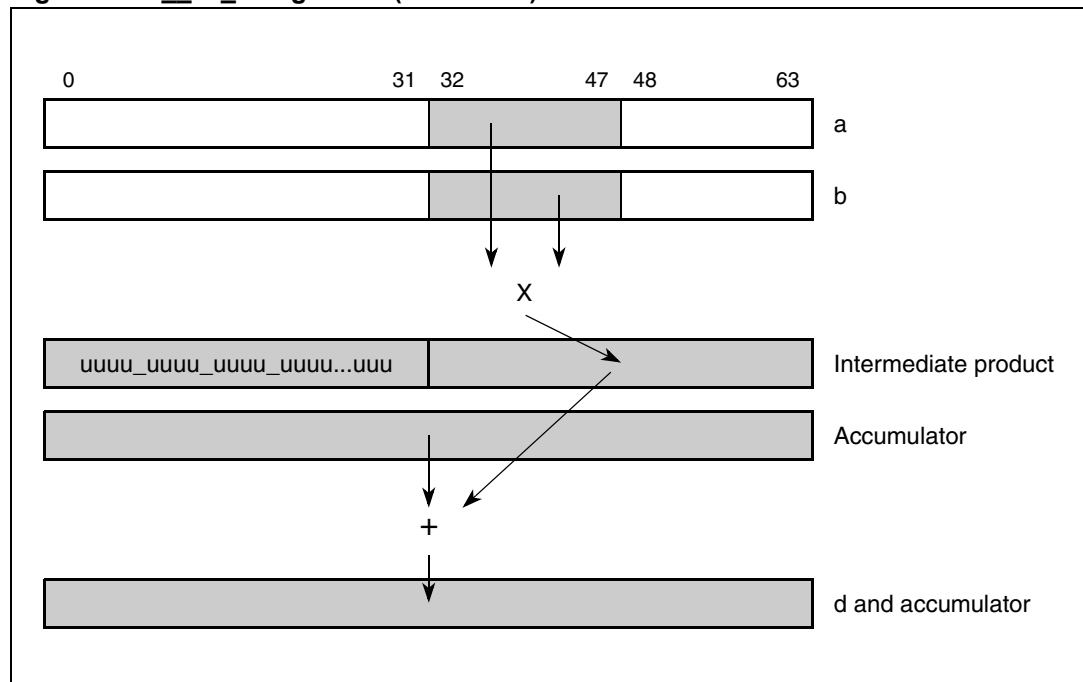 0 31 32 47 48 63
a
b
X
uuuu_uuuu_uuuu_uuuu...uuu Intermediate product
Accumulator
+
d and accumulator